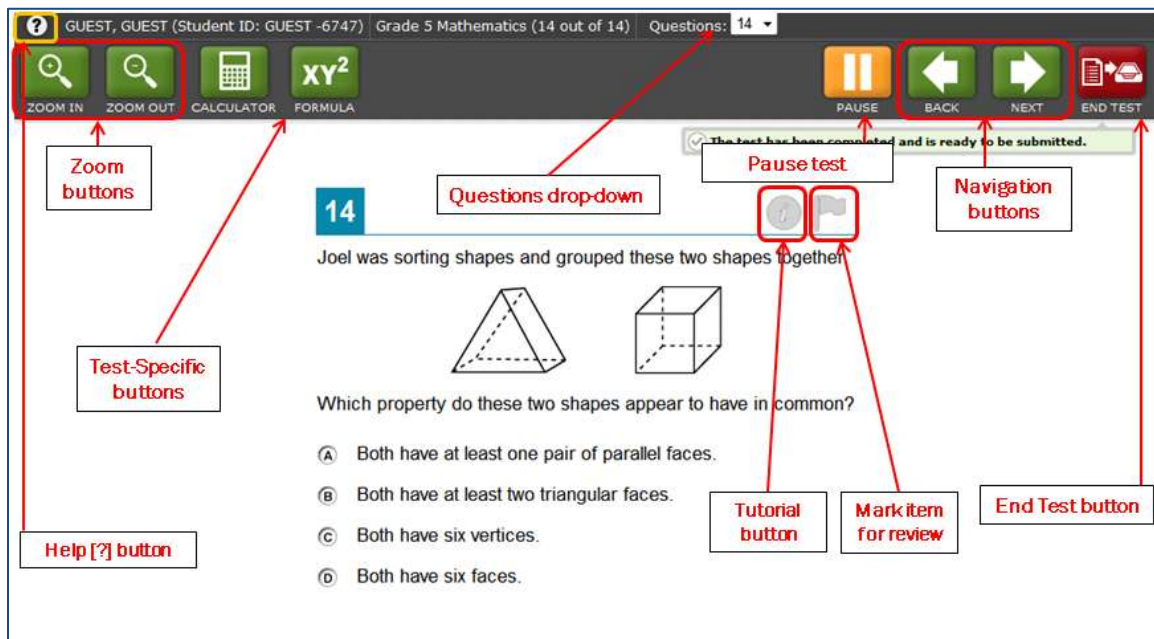 ? GUEST, GUEST (Student ID: GUEST -6747) Grade 5 Mathematics (14 out of 14) Questions: 14
ZOOM IN ZOOM OUT CALCULATOR XY² FORMULA PAUSE BACK NEXT END TEST
The test has been completed and is ready to be submitted.
Zoom
buttons
Questions drop-down
Pause test
Navigation
buttons
14
i
Joel was sorting shapes and grouped these two shapes together
Test-Specific
buttons
Which property do these two shapes appear to have in common?
A Both have at least one pair of parallel faces.
B Both have at least two triangular faces.
C Both have six vertices.
D Both have six faces.
Tutorial
button
Mark item
for review
End Test button
Help [?] button